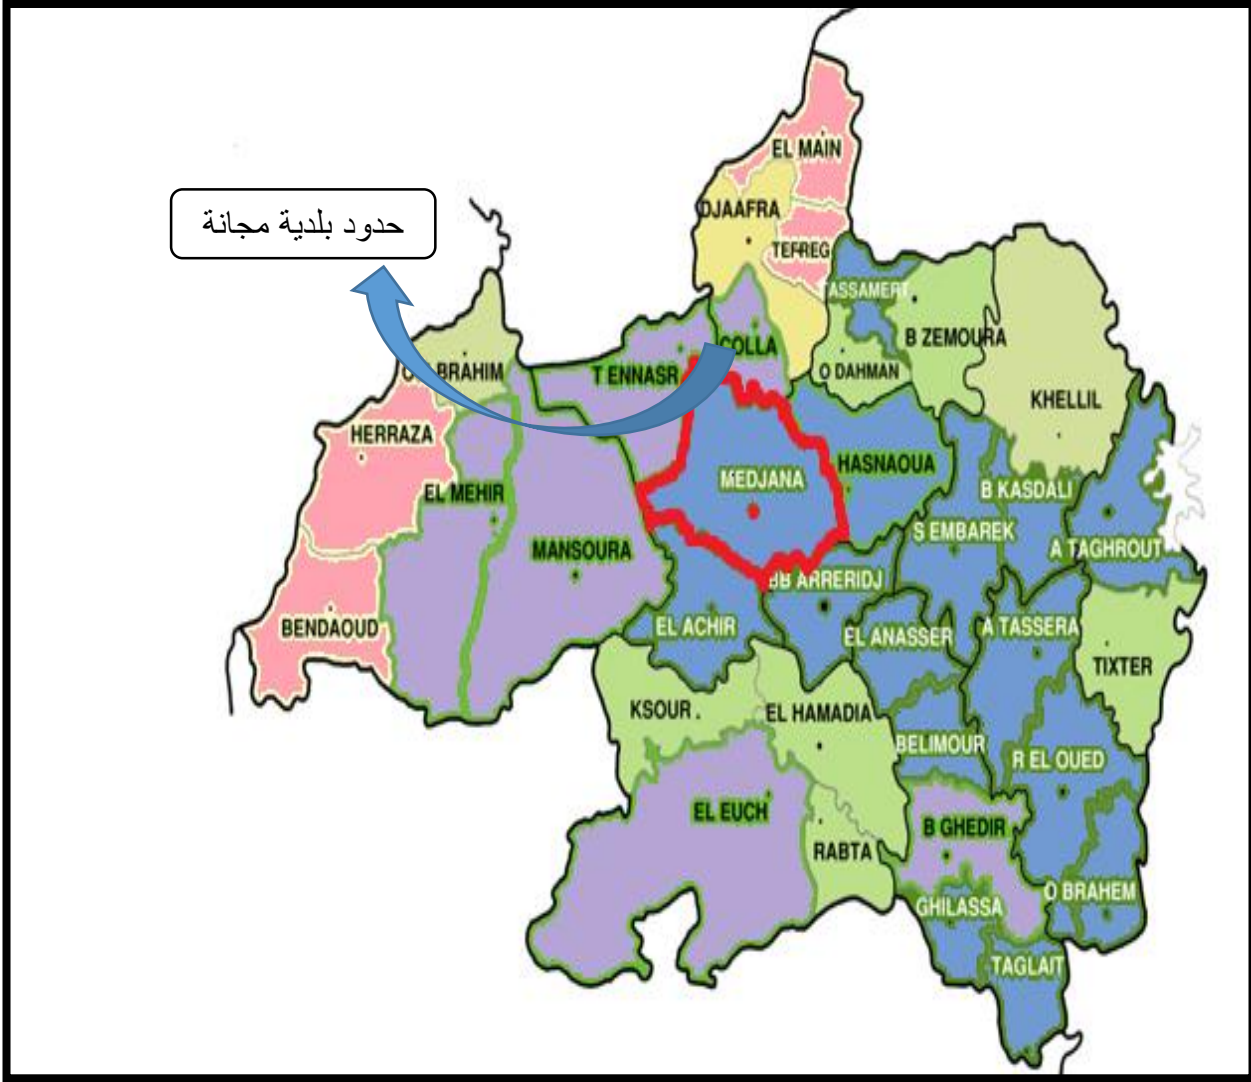 EL MAIN
DJAAFRA
حدود بلدية مجانة
TEFREG
TASSAMERT
B ZEMOURA
COLLA
BRAHIM
T ENNASR
O DAHMAN
KHELLIL
HERRAZA
HASNAOUA
MEDJANA
B KASDALI
EL MEHIR
S EMBAREK
MANSOURA
A TAGHROUT
BB ARRERIDJ
BENDAOUD
EL ACHIR
EL ANASSER
A TASSERA
TIXTER
KSOUR
EL HAMADIA
BELIMOUR
R EL OUED
EL EUCH
B GHEDIR
RABTA
O BRAHEM
GHILASSA
TAGLAIT